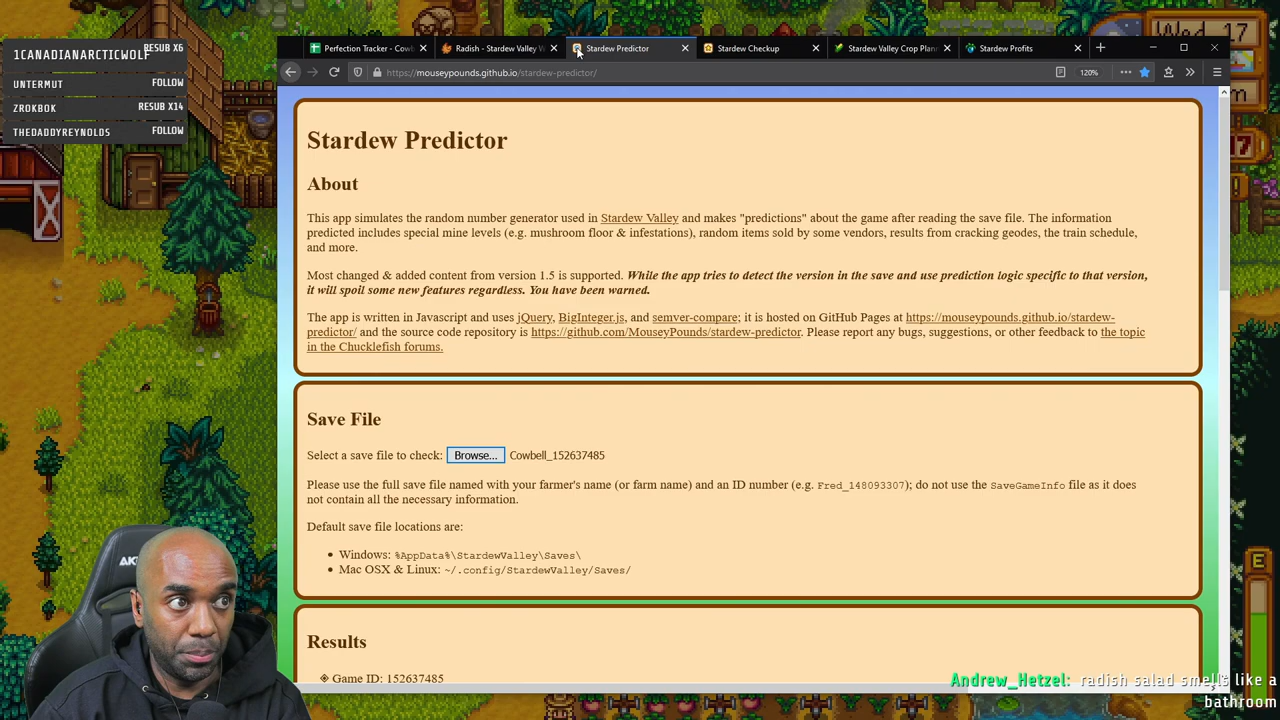 1CANADIANARCTICWOLF RESUB X6
UNTERMUT FOLLOW
ZROKBOK RESUB X14
THEDADDYREYNOLDS FOLLOW
Perfection Tracker - Cowb
Radish - Stardew Valley W
Stardew Predictor
Stardew Checkup
Stardew Valley Crop Plann
Stardew Profits
https://mouseypounds.github.io/stardew-predictor/
120%
Wed 17
Stardew Predictor
About
This app simulates the random number generator used in Stardew Valley and makes "predictions" about the game after reading the save file. The information
predicted includes special mine levels (e.g. mushroom floor & infestations), random items sold by some vendors, results from cracking geodes, the train schedule,
and more.
Most changed & added content from version 1.5 is supported. While the app tries to detect the version in the save and use prediction logic specific to that version,
it will spoil some new features regardless. You have been warned.
The app is written in Javascript and uses jQuery, BigInteger.js, and semver-compare; it is hosted on GitHub Pages at https://mouseypounds.github.io/stardew-
predictor/ and the source code repository is https://github.com/MouseyPounds/stardew-predictor. Please report any bugs, suggestions, or other feedback to the topic
in the Chucklefish forums.
Save File
Select a save file to check: Browse... Cowbell_152637485
Please use the full save file named with your farmer's name (or farm name) and an ID number (e.g. Fred_148093307); do not use the SaveGameInfo file as it does
not contain all the necessary information.
Default save file locations are:
Windows: %AppData%\StardewValley\Saves\
Mac OSX & Linux: ~/.config/StardewValley/Saves/
Results
Game ID: 152637485
E
Andrew_Hetzel: radish salad smells like a
bathroom